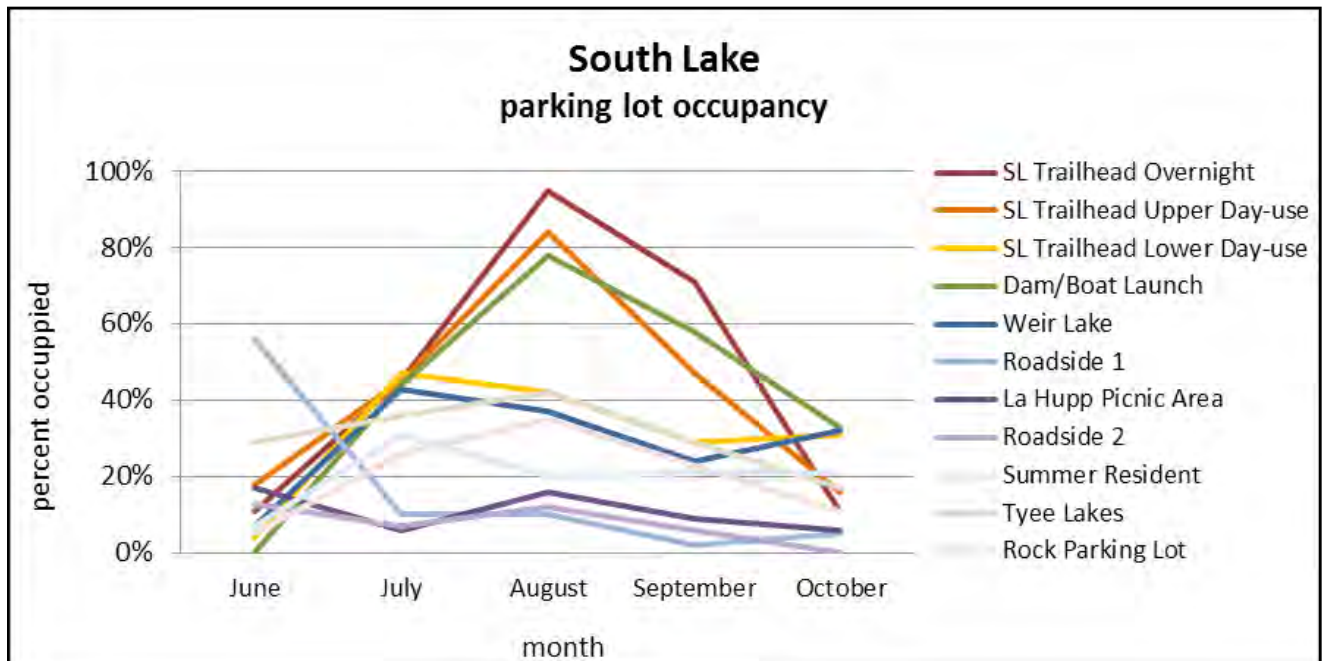 South Lake
parking lot occupancy
100%
80%
60%
40%
20%
0%
percent occupied
June July August September October
month
SL Trailhead Overnight
SL Trailhead Upper Day-use
SL Trailhead Lower Day-use
Dam/Boat Launch
Weir Lake
Roadside 1
La Hupp Picnic Area
Roadside 2
Summer Resident
Tyee Lakes
Rock Parking Lot